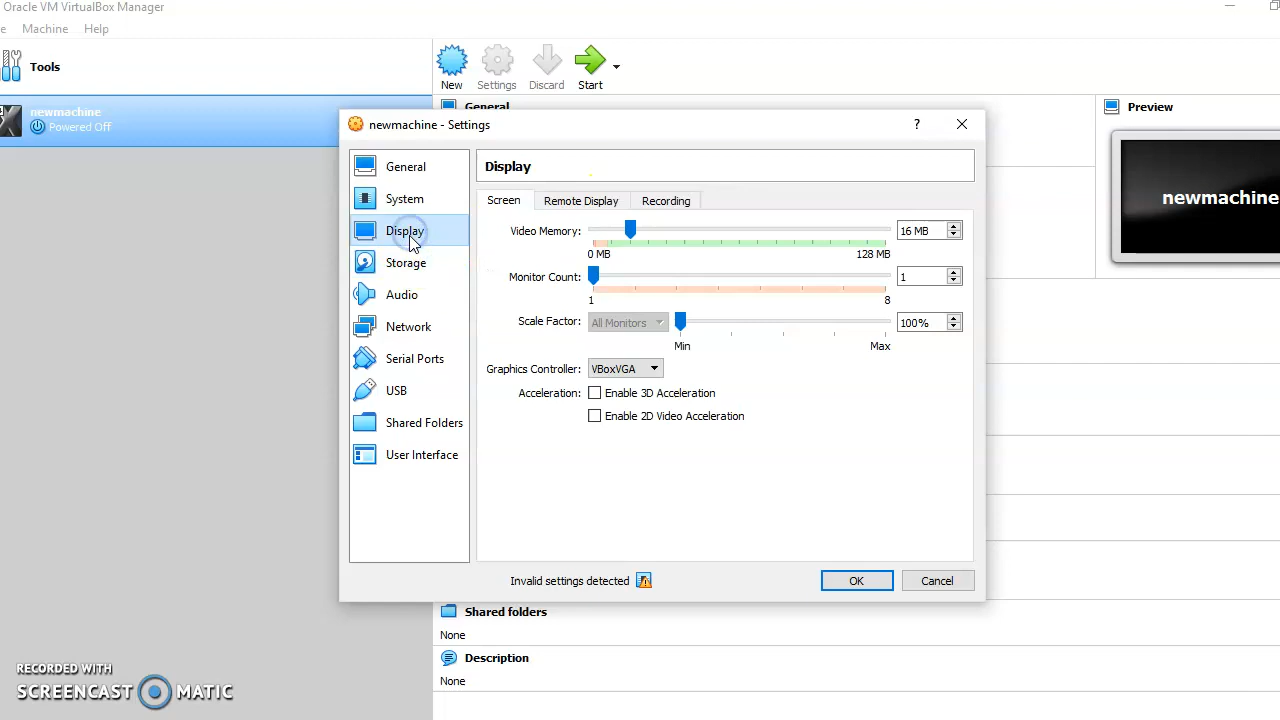 Oracle VM VirtualBox Manager
e Machine Help
Tools
New Settings Discard Start
newmachine
Powered Off
General
Preview
newmachine
newmachine - Settings
?
General
System
Display
Storage
Audio
Network
Serial Ports
USB
Shared Folders
User Interface
Display
Screen Remote Display Recording
Video Memory: 16 MB
0 MB 128 MB
Monitor Count: 1
1 8
Scale Factor: All Monitors 100%
Min Max
Graphics Controller: VBoxVGA
Acceleration: Enable 3D Acceleration
Enable 2D Video Acceleration
Invalid settings detected OK Cancel
Shared folders
None
Description
None
RECORDED WITH
SCREENCAST MATIC